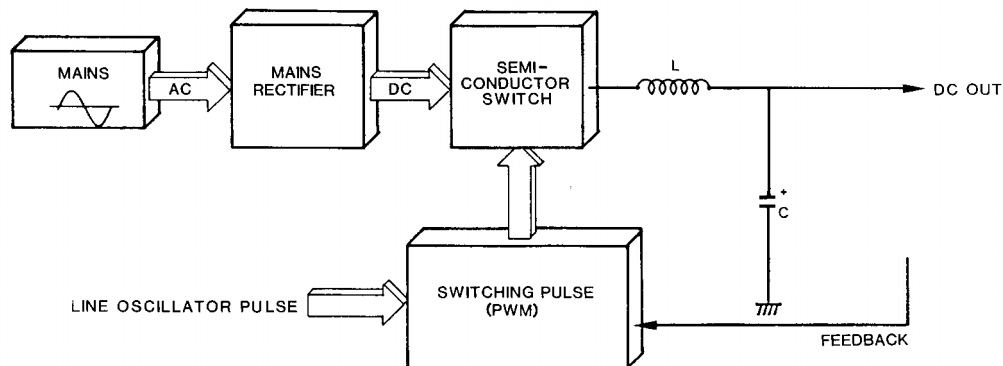 MAINS
AC
MAINS
RECTIFIER
DC
SEMI-
CONDUCTOR
SWITCH
L
DC OUT
+
C
LINE OSCILLATOR PULSE
SWITCHING PULSE
(PWM)
FEEDBACK